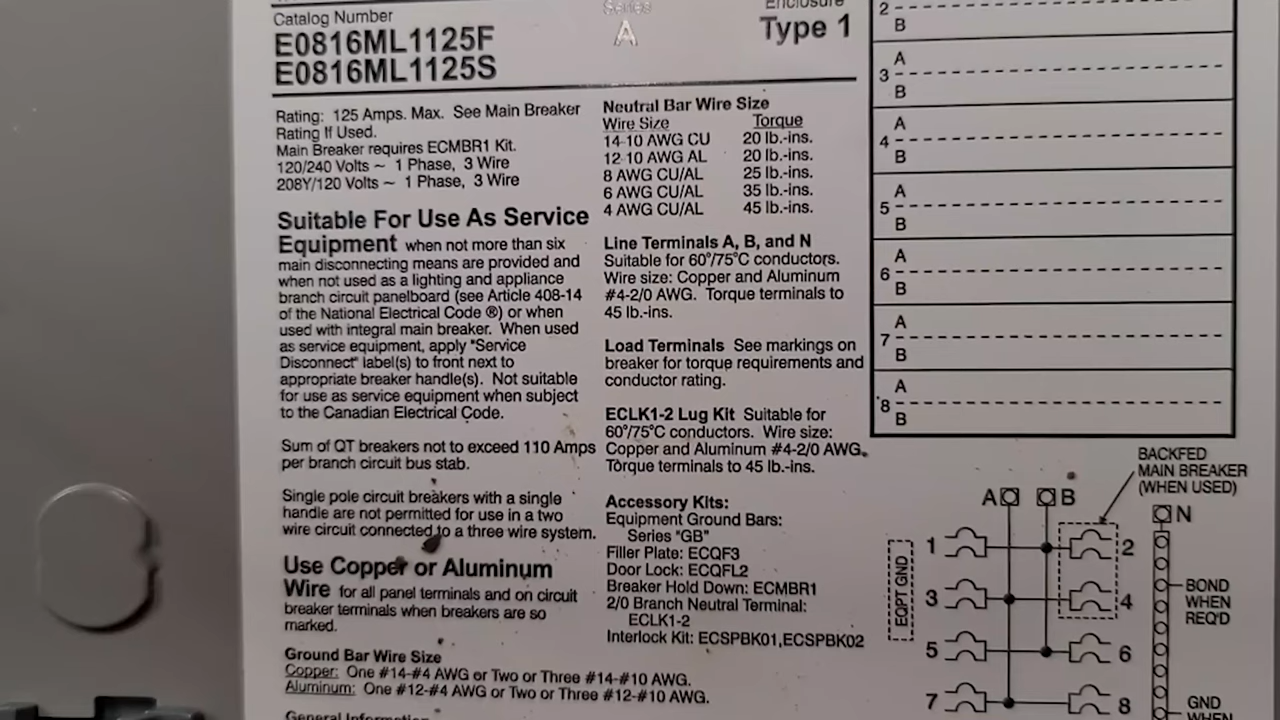 Catalog Number
E0816ML1125F
E0816ML1125S
Series
A
Enclosure
Type 1
Rating: 125 Amps. Max. See Main Breaker
Rating If Used.
Main Breaker requires ECMBR1 Kit.
120/240 Volts ~ 1 Phase, 3 Wire
208Y/120 Volts ~ 1 Phase, 3 Wire
Suitable For Use As Service
Equipment when not more than six
main disconnecting means are provided and
when not used as a lighting and appliance
branch circuit panelboard (see Article 408-14
of the National Electrical Code ®) or when
used with integral main breaker. When used
as service equipment, apply "Service
Disconnect" label(s) to front next to
appropriate breaker handle(s). Not suitable
for use as service equipment when subject
to the Canadian Electrical Code.
Sum of QT breakers not to exceed 110 Amps
per branch circuit bus stab.
Single pole circuit breakers with a single
handle are not permitted for use in a two
wire circuit connected to a three wire system.
Use Copper or Aluminum
Wire for all panel terminals and on circuit
breaker terminals when breakers are so
marked.
Ground Bar Wire Size
Copper: One #14-#4 AWG or Two or Three #14-#10 AWG.
Aluminum: One #12-#4 AWG or Two or Three #12-#10 AWG.
General Information
Neutral Bar Wire Size
Wire Size Torque
14-10 AWG CU 20 lb.-ins.
12-10 AWG AL 20 lb.-ins.
8 AWG CU/AL 25 lb.-ins.
6 AWG CU/AL 35 lb.-ins.
4 AWG CU/AL 45 lb.-ins.
Line Terminals A, B, and N
Suitable for 60°/75°C conductors.
Wire size: Copper and Aluminum
#4-2/0 AWG. Torque terminals to
45 lb.-ins.
Load Terminals See markings on
breaker for torque requirements and
conductor rating.
ECLK1-2 Lug Kit Suitable for
60°/75°C conductors. Wire size:
Copper and Aluminum #4-2/0 AWG.
Torque terminals to 45 lb.-ins.
Accessory Kits:
Equipment Ground Bars:
Series "GB"
Filler Plate: ECQF3
Door Lock: ECQFL2
Breaker Hold Down: ECMBR1
2/0 Branch Neutral Terminal:
ECLK1-2
Interlock Kit: ECSPBK01,ECSPBK02
2
B
A
3
B
A
4
B
A
5
B
A
6
B
A
7
B
A
8
B
BACKFED
MAIN BREAKER
(WHEN USED)
A B
N
1 2
3 4
5 6
7 8
EQPT GND
BOND
WHEN
REQ'D
GND
WHEN